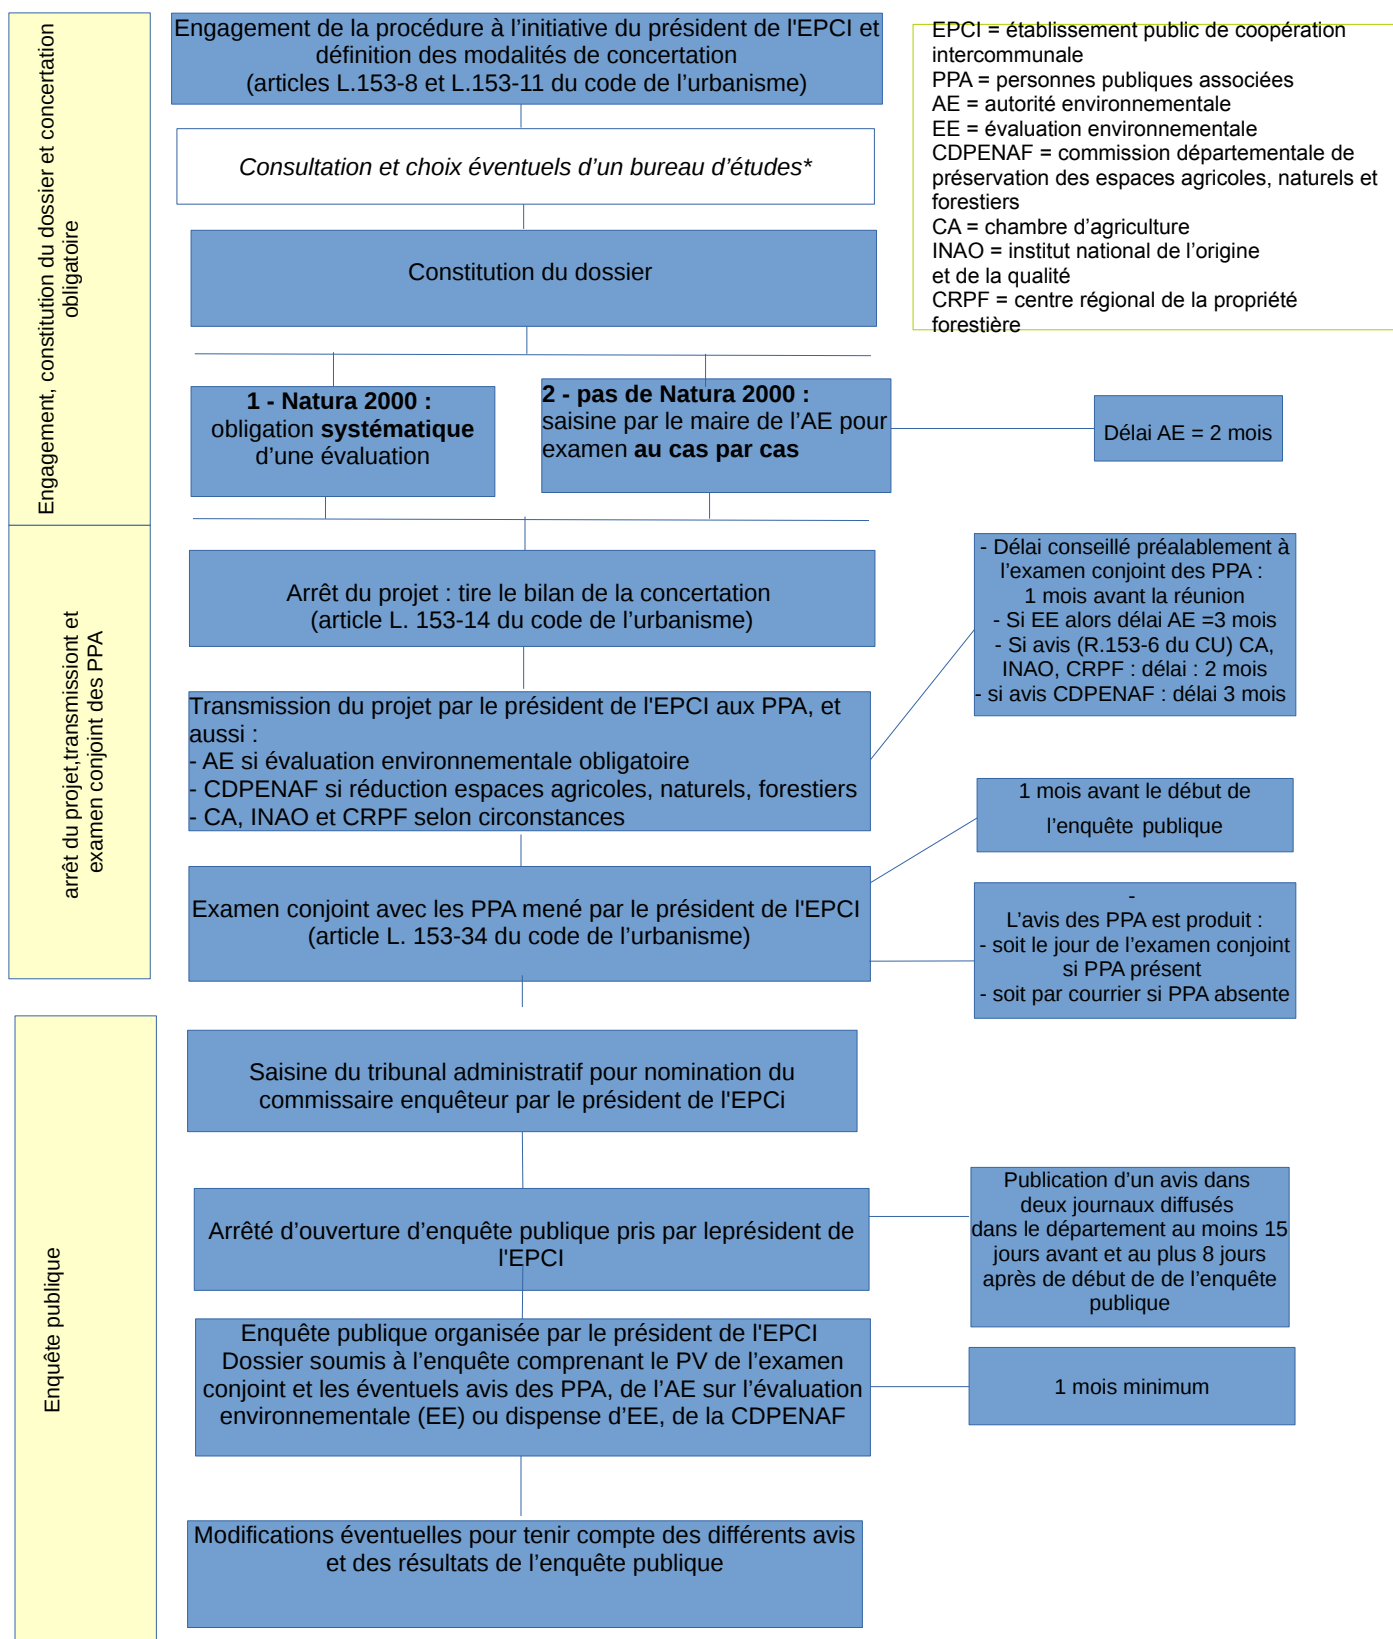 Engagement, constitution du dossier et concertation
obligatoire
Engagement de la procédure à l’initiative du président de l'EPCI et
définition des modalités de concertation
(articles L.153-8 et L.153-11 du code de l’urbanisme)
EPCI = établissement public de coopération
intercommunale
PPA = personnes publiques associées
AE = autorité environnementale
EE = évaluation environnementale
CDPENAF = commission départementale de
préservation des espaces agricoles, naturels et
forestiers
CA = chambre d’agriculture
INAO = institut national de l’origine
et de la qualité
CRPF = centre régional de la propriété
forestière
Consultation et choix éventuels d’un bureau d’études*
Constitution du dossier
1 - Natura 2000 :
obligation systématique
d’une évaluation
2 - pas de Natura 2000 :
saisine par le maire de l’AE pour
examen au cas par cas
Délai AE = 2 mois
arrêt du projet,transmissiont et
examen conjoint des PPA
Arrêt du projet : tire le bilan de la concertation
(article L. 153-14 du code de l’urbanisme)
- Délai conseillé préalablement à
l’examen conjoint des PPA :
1 mois avant la réunion
- Si EE alors délai AE =3 mois
- Si avis (R.153-6 du CU) CA,
INAO, CRPF : délai : 2 mois
- si avis CDPENAF : délai 3 mois
Transmission du projet par le président de l'EPCI aux PPA, et
aussi :
- AE si évaluation environnementale obligatoire
- CDPENAF si réduction espaces agricoles, naturels, forestiers
- CA, INAO et CRPF selon circonstances
1 mois avant le début de
l’enquête publique
Examen conjoint avec les PPA mené par le président de l'EPCI
(article L. 153-34 du code de l’urbanisme)
-
L’avis des PPA est produit :
- soit le jour de l’examen conjoint
si PPA présent
- soit par courrier si PPA absente
Enquête publique
Saisine du tribunal administratif pour nomination du
commissaire enquêteur par le président de l'EPCi
Arrêté d’ouverture d’enquête publique pris par leprésident de
l'EPCI
Publication d’un avis dans
deux journaux diffusés
dans le département au moins 15
jours avant et au plus 8 jours
après de début de de l’enquête
publique
Enquête publique organisée par le président de l'EPCI
Dossier soumis à l’enquête comprenant le PV de l’examen
conjoint et les éventuels avis des PPA, de l’AE sur l’évaluation
environnementale (EE) ou dispense d’EE, de la CDPENAF
1 mois minimum
Modifications éventuelles pour tenir compte des différents avis
et des résultats de l’enquête publique